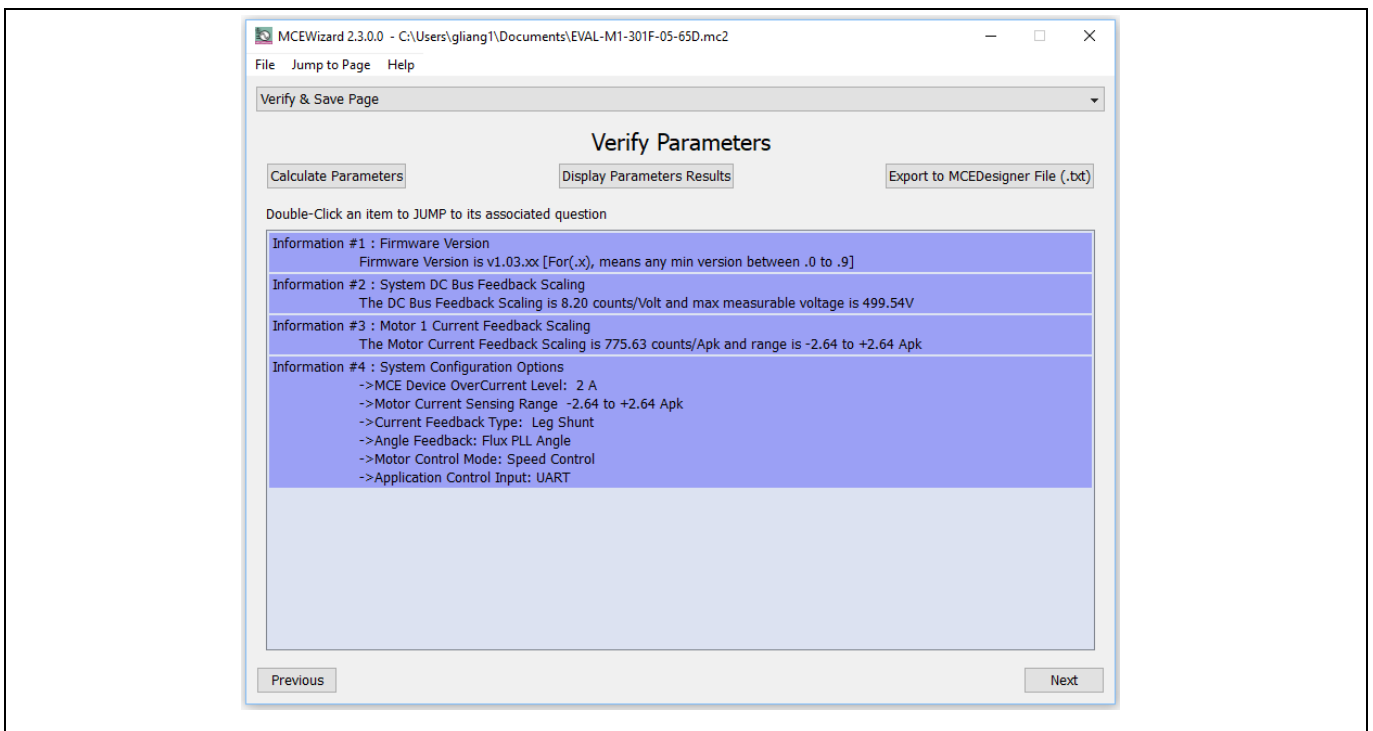 MCEWizard 2.3.0.0 - C:\Users\gliang1\Documents\EVAL-M1-301F-05-65D.mc2
File Jump to Page Help
Verify & Save Page
Verify Parameters
Calculate Parameters Display Parameters Results Export to MCEDesigner File (.txt)
Double-Click an item to JUMP to its associated question
Information #1 : Firmware Version
Firmware Version is v1.03.xx [For(.x), means any min version between .0 to .9]
Information #2 : System DC Bus Feedback Scaling
The DC Bus Feedback Scaling is 8.20 counts/Volt and max measurable voltage is 499.54V
Information #3 : Motor 1 Current Feedback Scaling
The Motor Current Feedback Scaling is 775.63 counts/Apk and range is -2.64 to +2.64 Apk
Information #4 : System Configuration Options
->MCE Device OverCurrent Level: 2 A
->Motor Current Sensing Range -2.64 to +2.64 Apk
->Current Feedback Type: Leg Shunt
->Angle Feedback: Flux PLL Angle
->Motor Control Mode: Speed Control
->Application Control Input: UART
Previous Next